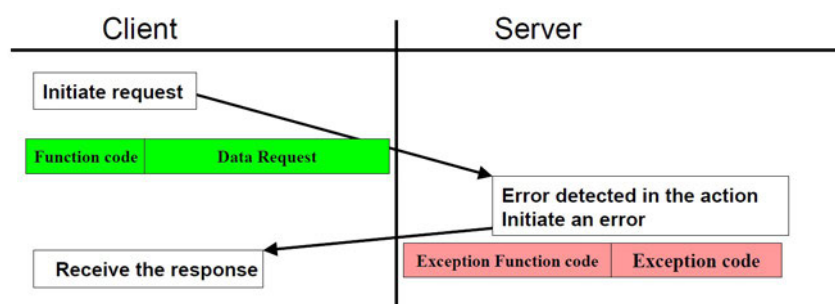 Client
Server
Initiate request
Function code
Data Request
Error detected in the action
Initiate an error
Receive the response
Exception Function code
Exception code